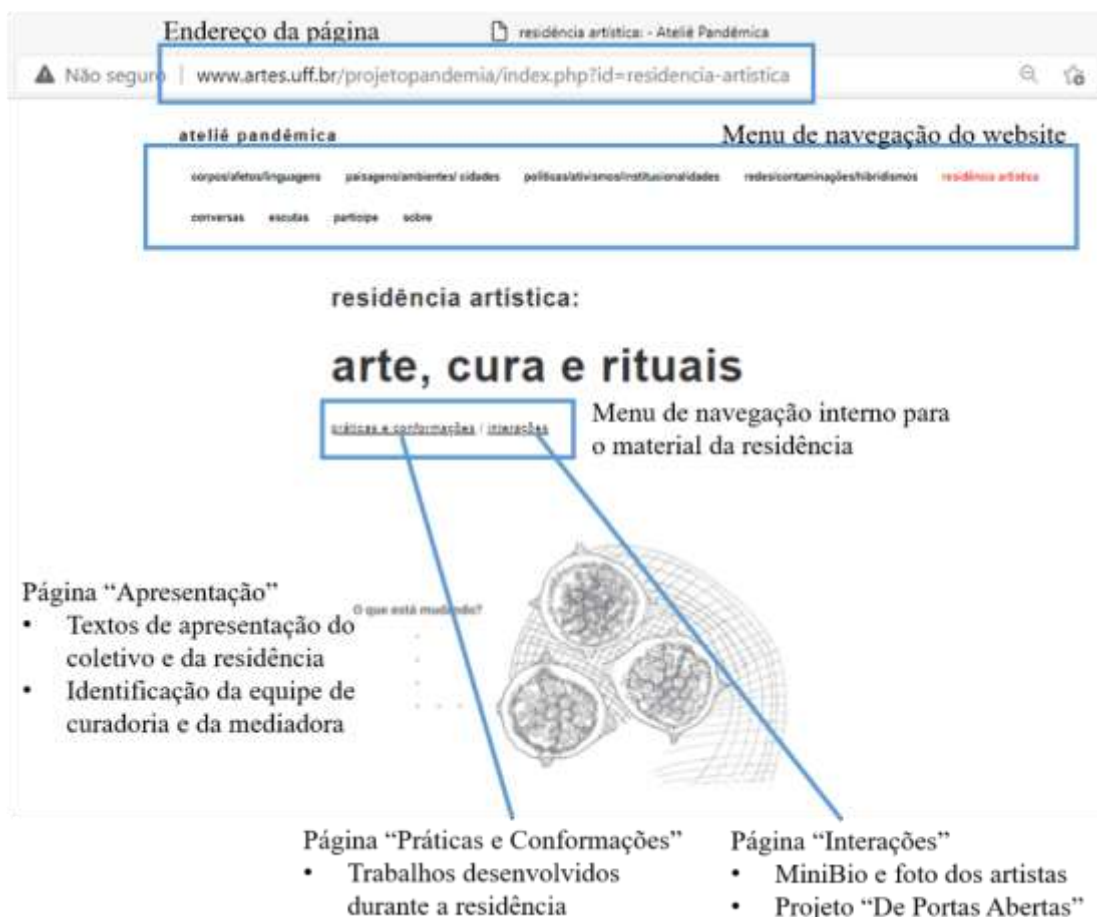 Endereço da página
residência artística: - Ateliê Pandêmica
Não seguro | www.artes.uff.br/projetopandemia/index.php?id=residencia-artistica
ateliê pandêmica
Menu de navegação do website
corpos/afetos/linguagens paisagens/ambientes/ cidades políticas/ativismos/institucionalidades redes/contaminações/hibridismos residência artística
conversas escutas participe sobre
residência artística:
arte, cura e rituais
práticas e conformações / interações
Menu de navegação interno para
o material da residência
O que está mudando?
Página “Apresentação”
• Textos de apresentação do
coletivo e da residência
• Identificação da equipe de
curadoria e da mediadora
Página “Práticas e Conformações”
• Trabalhos desenvolvidos
durante a residência
Página “Interações”
• MiniBio e foto dos artistas
• Projeto “De Portas Abertas”